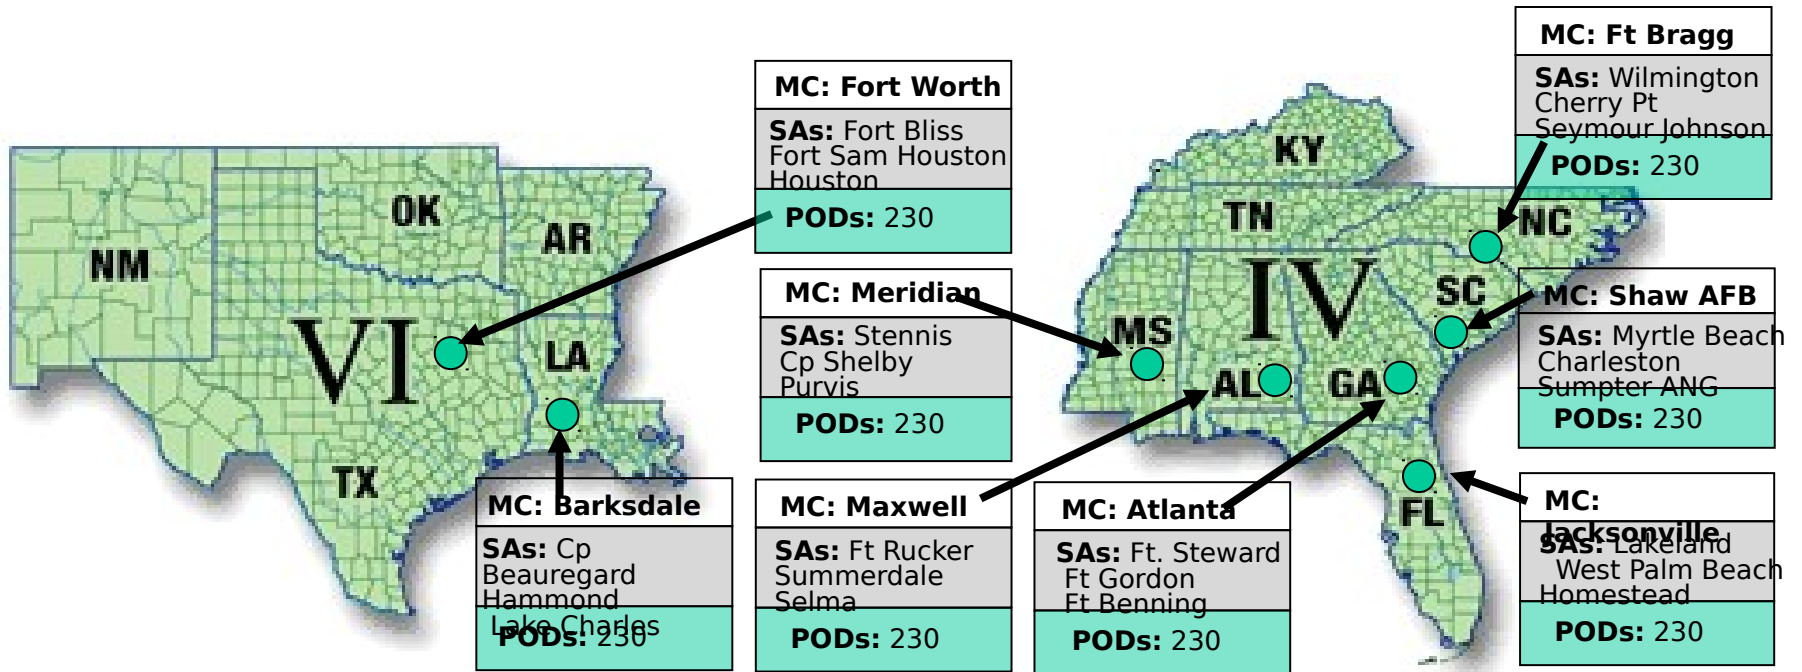 NM
OK
AR
VI
LA
TX
MC: Fort Worth
SAs: Fort Bliss
Fort Sam Houston
Houston
PODs: 230
MC: Barksdale
SAs: Cp
Beauregard
Hammond
Lake Charles
PODs: 230
MC: Meridian
SAs: Stennis
Cp Shelby
Purvis
PODs: 230
MC: Maxwell
SAs: Ft Rucker
Summerdale
Selma
PODs: 230
MC: Atlanta
SAs: Ft. Steward
Ft Gordon
Ft Benning
PODs: 230
KY
TN
NC
IV
SC
MS
AL
GA
FL
MC: Ft Bragg
SAs: Wilmington
Cherry Pt
Seymour Johnson
PODs: 230
MC: Shaw AFB
SAs: Myrtle Beach
Charleston
Sumpter ANG
PODs: 230
MC:
Jacksonville
SAs: Lakeland
West Palm Beach
Homestead
PODs: 230